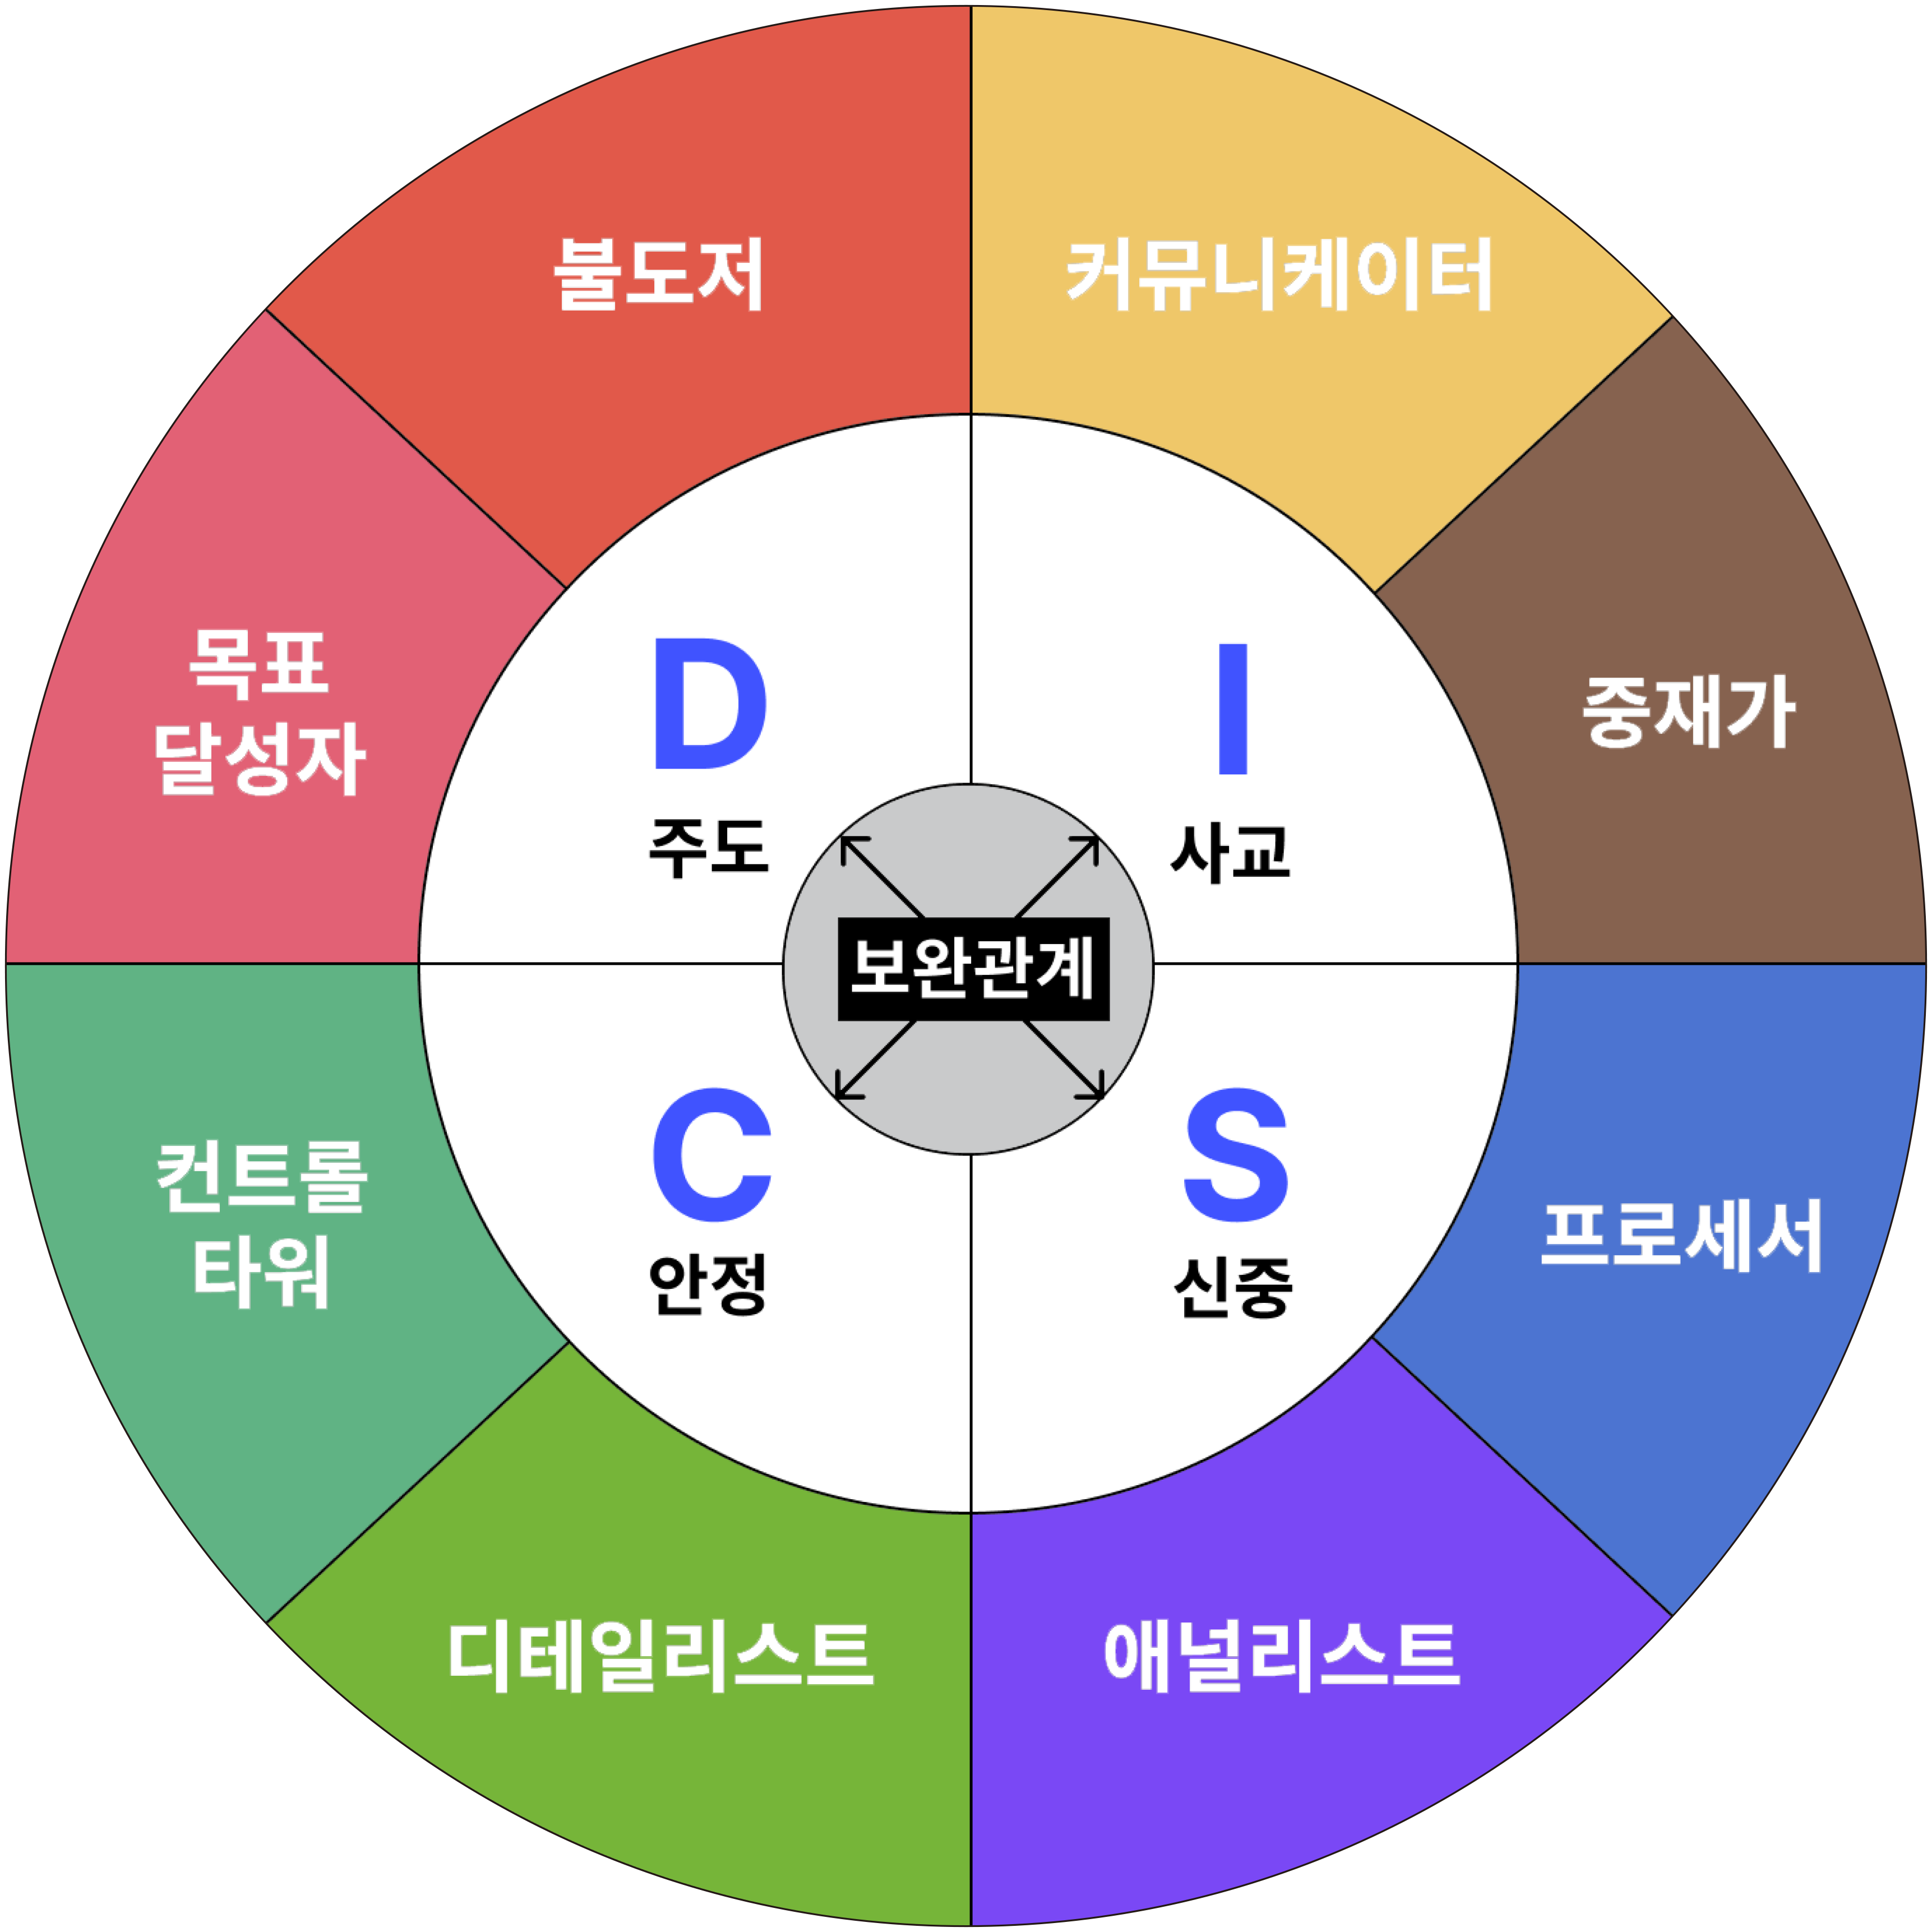 불도저
커뮤니케이터
목표
달성자
중재가
D
주도
I
사교
보완관계
C
안정
S
신중
컨트롤
타워
프로세서
디테일리스트
애널리스트